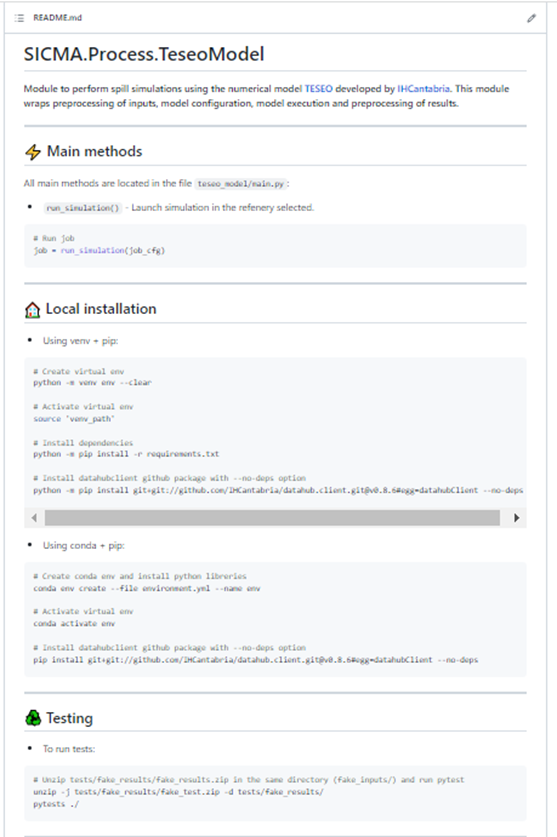 README.md
SICMA.Process.TeseoModel
Module to perform spill simulations using the numerical model TESEO developed by IHCantabria. This module
wraps preprocessing of inputs, model configuration, model execution and preprocessing of results.
Main methods
All main methods are located in the file teseo_model/main.py :
run_simulation() - Launch simulation in the refenery selected.
# Run job
job = run_simulation(job_cfg)
Local installation
Using venv + pip:
# Create virtual env
python -m venv env --clear
# Activate virtual env
source 'venv_path'
# Install dependencies
python -m pip install -r requirements.txt
# Install datahubclient github package with --no-deps option
python -m pip install git+git://github.com/IHCantabria/datahub.client.git@v0.8.6#egg=datahubClient --no-deps
Using conda + pip:
# Create conda env and install python libreries
conda env create --file environment.yml --name env
# Activate virtual env
conda activate env
# Install datahubclient github package with --no-deps option
pip install git+git://github.com/IHCantabria/datahub.client.git@v0.8.6#egg=datahubClient --no-deps
Testing
To run tests:
# Unzip tests/fake_results/fake_results.zip in the same directory (fake_inputs/) and run pytest
unzip -j tests/fake_results/fake_test.zip -d tests/fake_results/
pytests ./